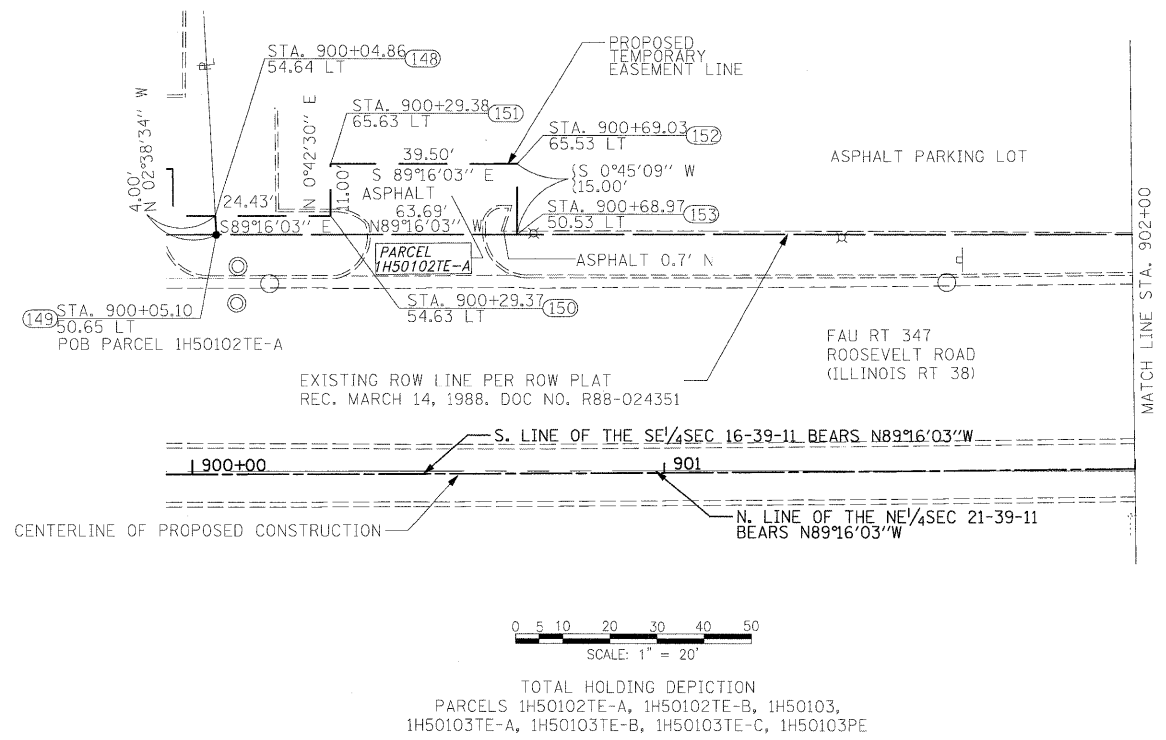 STA. 900+04.86 148
54.64 LT
PROPOSED
TEMPORARY
EASEMENT LINE
4.00'
N 02°38'34" W
N 0°42'30" E
11.00'
STA. 900+29.38 151
65.63 LT
STA. 900+69.03 152
65.53 LT
39.50'
S 89°16'03" E
S 0°45'09" W
15.00'
ASPHALT PARKING LOT
ASPHALT
24.43'
S89°16'03" E
63.69'
N89°16'03" W
STA. 900+68.97 153
50.53 LT
PARCEL
1H50102TE-A
ASPHALT 0.7' N
149 STA. 900+05.10
50.65 LT
POB PARCEL 1H50102TE-A
STA. 900+29.37 150
54.63 LT
FAU RT 347
ROOSEVELT ROAD
(ILLINOIS RT 38)
MATCH LINE STA. 902+00
EXISTING ROW LINE PER ROW PLAT
REC. MARCH 14, 1988. DOC NO. R88-024351
S. LINE OF THE SE1/4SEC 16-39-11 BEARS N89°16'03"W
900+00
901
CENTERLINE OF PROPOSED CONSTRUCTION
N. LINE OF THE NE1/4SEC 21-39-11
BEARS N89°16'03"W
0 5 10 20 30 40 50
SCALE: 1" = 20'
TOTAL HOLDING DEPICTION
PARCELS 1H50102TE-A, 1H50102TE-B, 1H50103,
1H50103TE-A, 1H50103TE-B, 1H50103TE-C, 1H50103PE